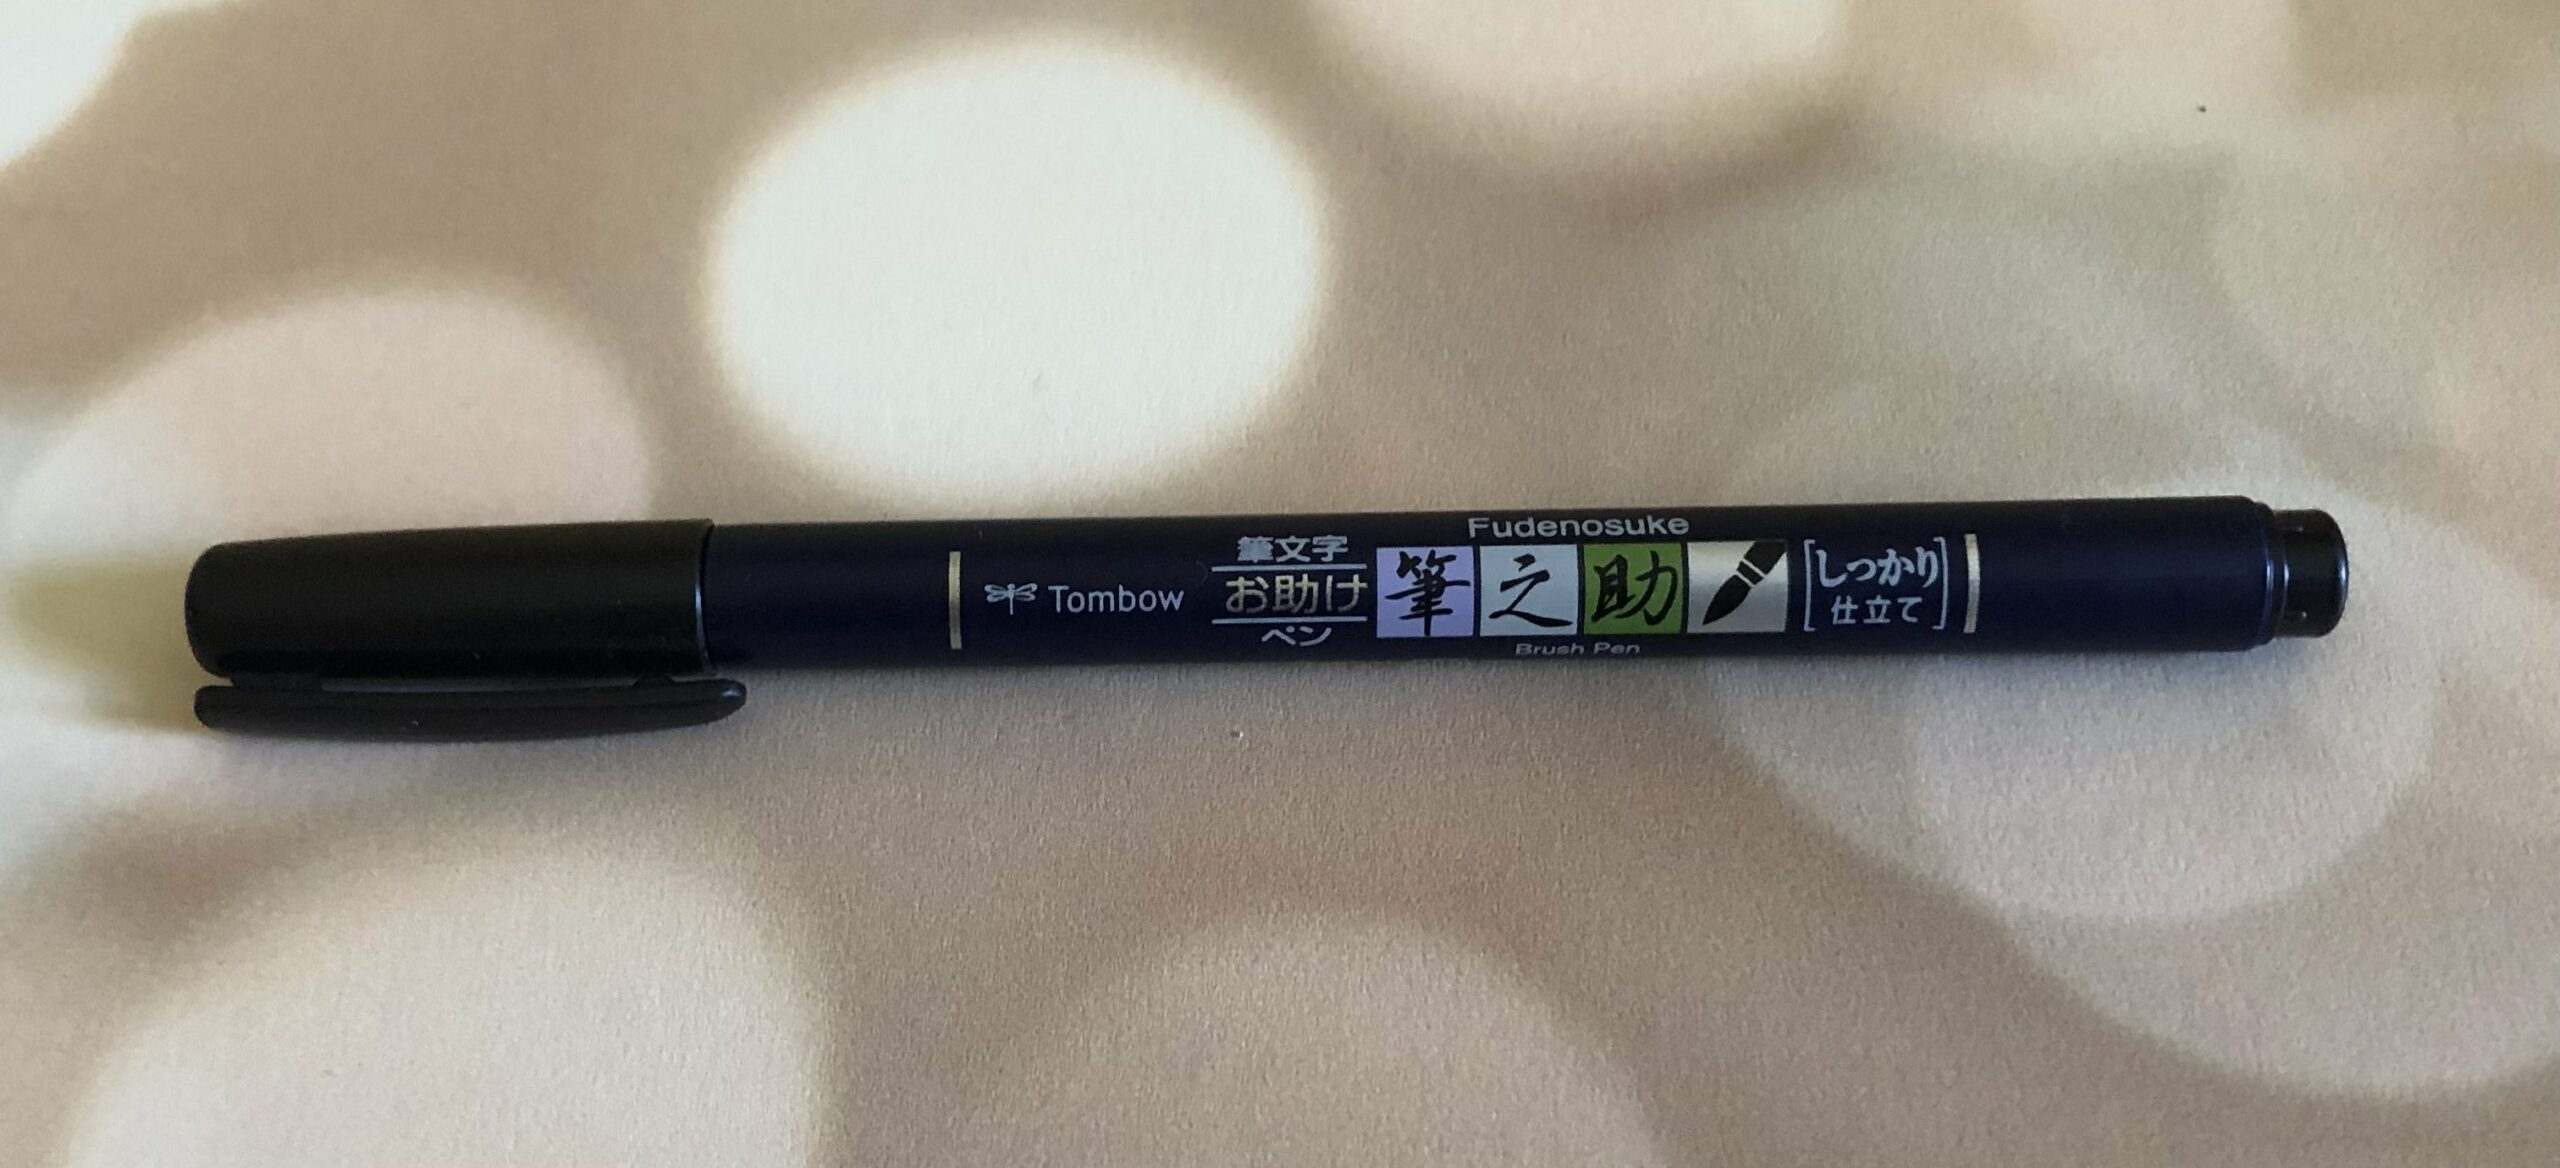 Tombow
筆文字
お助け
ペン
Fudenosuke
筆之助
Brush Pen
[しっかり
仕立て]